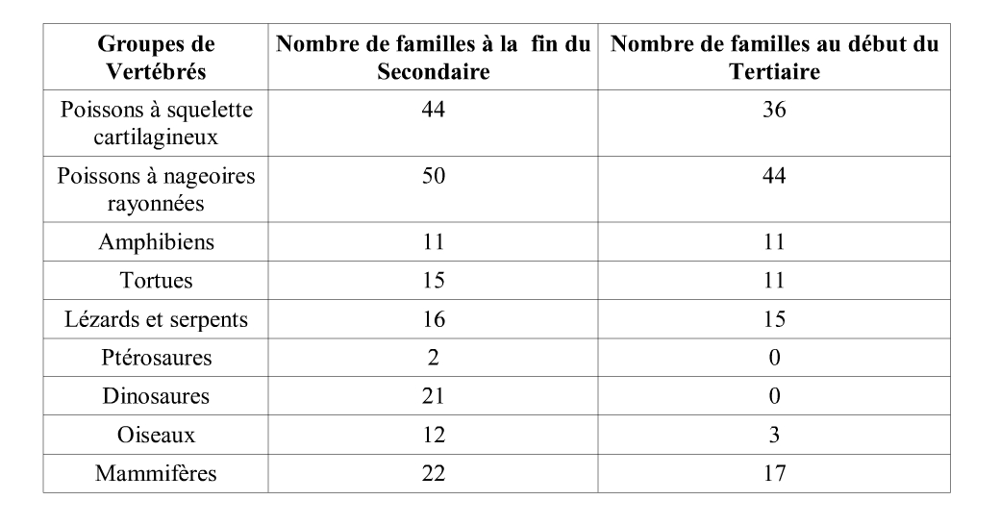 Groupes de Vertébrés Nombre de familles à la fin du Secondaire Nombre de familles au début du Tertiaire
Poissons à squelette cartilagineux 44 36
Poissons à nageoires rayonnées 50 44
Amphibiens 11 11
Tortues 15 11
Lézards et serpents 16 15
Ptérosaures 2 0
Dinosaures 21 0
Oiseaux 12 3
Mammifères 22 17